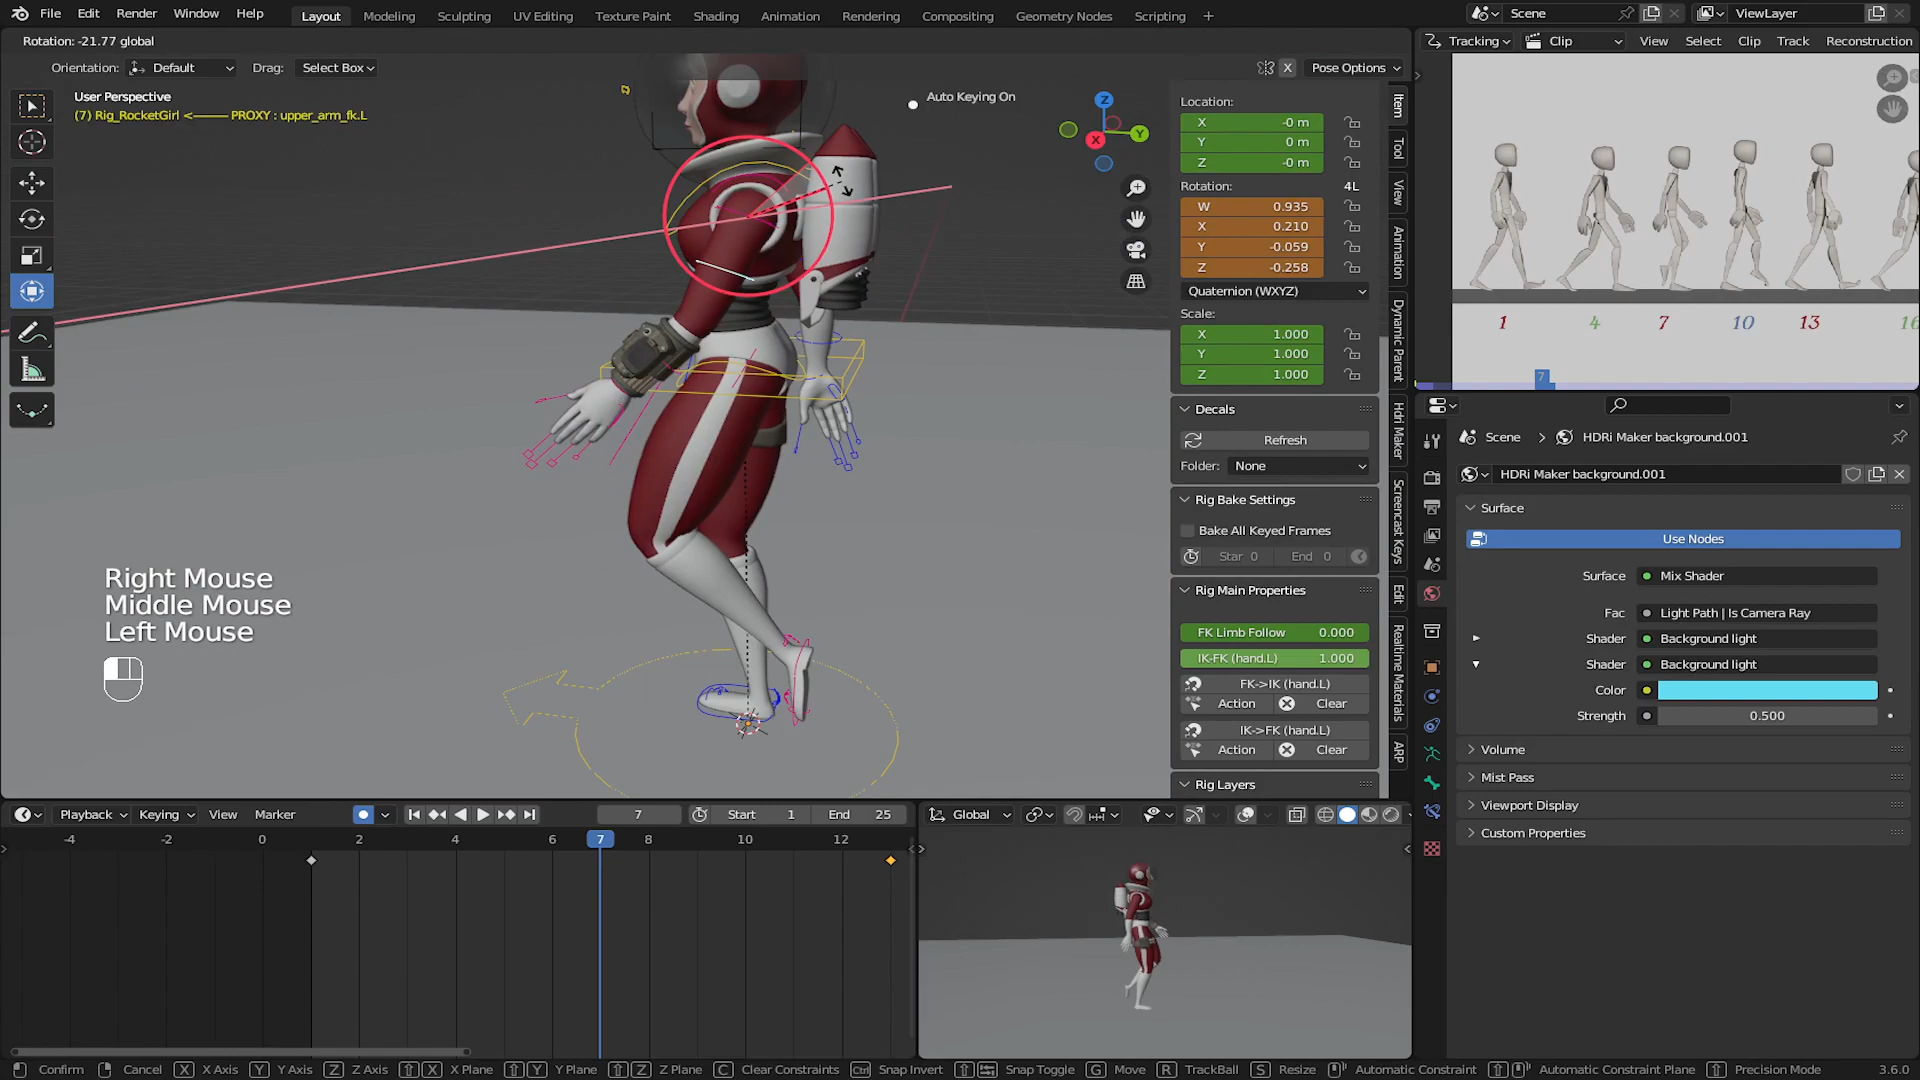 File Edit Render Window Help Layout Modeling Sculpting UV Editing Texture Paint Shading Animation Rendering Compositing Geometry Nodes Scripting + Scene ViewLayer
Rotation: -21.77 global
Tracking Clip View Select Clip Track Reconstruction
Orientation: Default Drag: Select Box X Pose Options
User Perspective
(7) Rig_RocketGirl <——— PROXY : upper_arm_fk.L
Auto Keying On
Z
Y
X
Location:
X -0 m
Y 0 m
Z -0 m
Rotation: 4L
W 0.935
X 0.210
Y -0.059
Z -0.258
Quaternion (WXYZ)
Scale:
X 1.000
Y 1.000
Z 1.000
Decals
Refresh
Folder: None
Rig Bake Settings
Bake All Keyed Frames
Star 0 End 0
Rig Main Properties
FK Limb Follow 0.000
IK-FK (hand.L) 1.000
FK->IK (hand.L)
Action Clear
IK->FK (hand.L)
Action Clear
Rig Layers
Item
Tool
View
Animation
Dynamic Parent
Hdri Maker
Screencast Keys
Edit
Realtime Materials
ARP
1 4 7 10 13 16
7
Scene > HDRi Maker background.001
HDRi Maker background.001
Surface
Use Nodes
Surface Mix Shader
Fac Light Path | Is Camera Ray
Shader Background light
Shader Background light
Color
Strength 0.500
Volume
Mist Pass
Viewport Display
Custom Properties
Right Mouse
Middle Mouse
Left Mouse
Playback Keying View Marker 7 Start 1 End 25
-4 -2 0 2 4 6 7 8 10 12
Global
Confirm Cancel X X Axis Y Y Axis Z Z Axis X X Plane Y Y Plane Z Z Plane C Clear Constraints Ctrl Snap Invert Snap Toggle G Move R TrackBall S Resize Automatic Constraint Automatic Constraint Plane Precision Mode 3.6.0